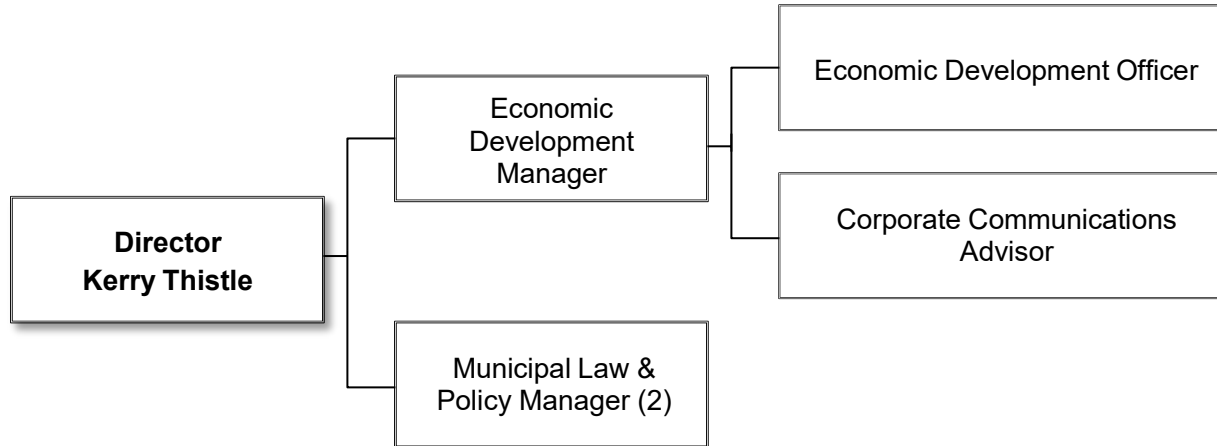 Director
Kerry Thistle
Economic
Development
Manager
Municipal Law &
Policy Manager (2)
Economic Development Officer
Corporate Communications
Advisor